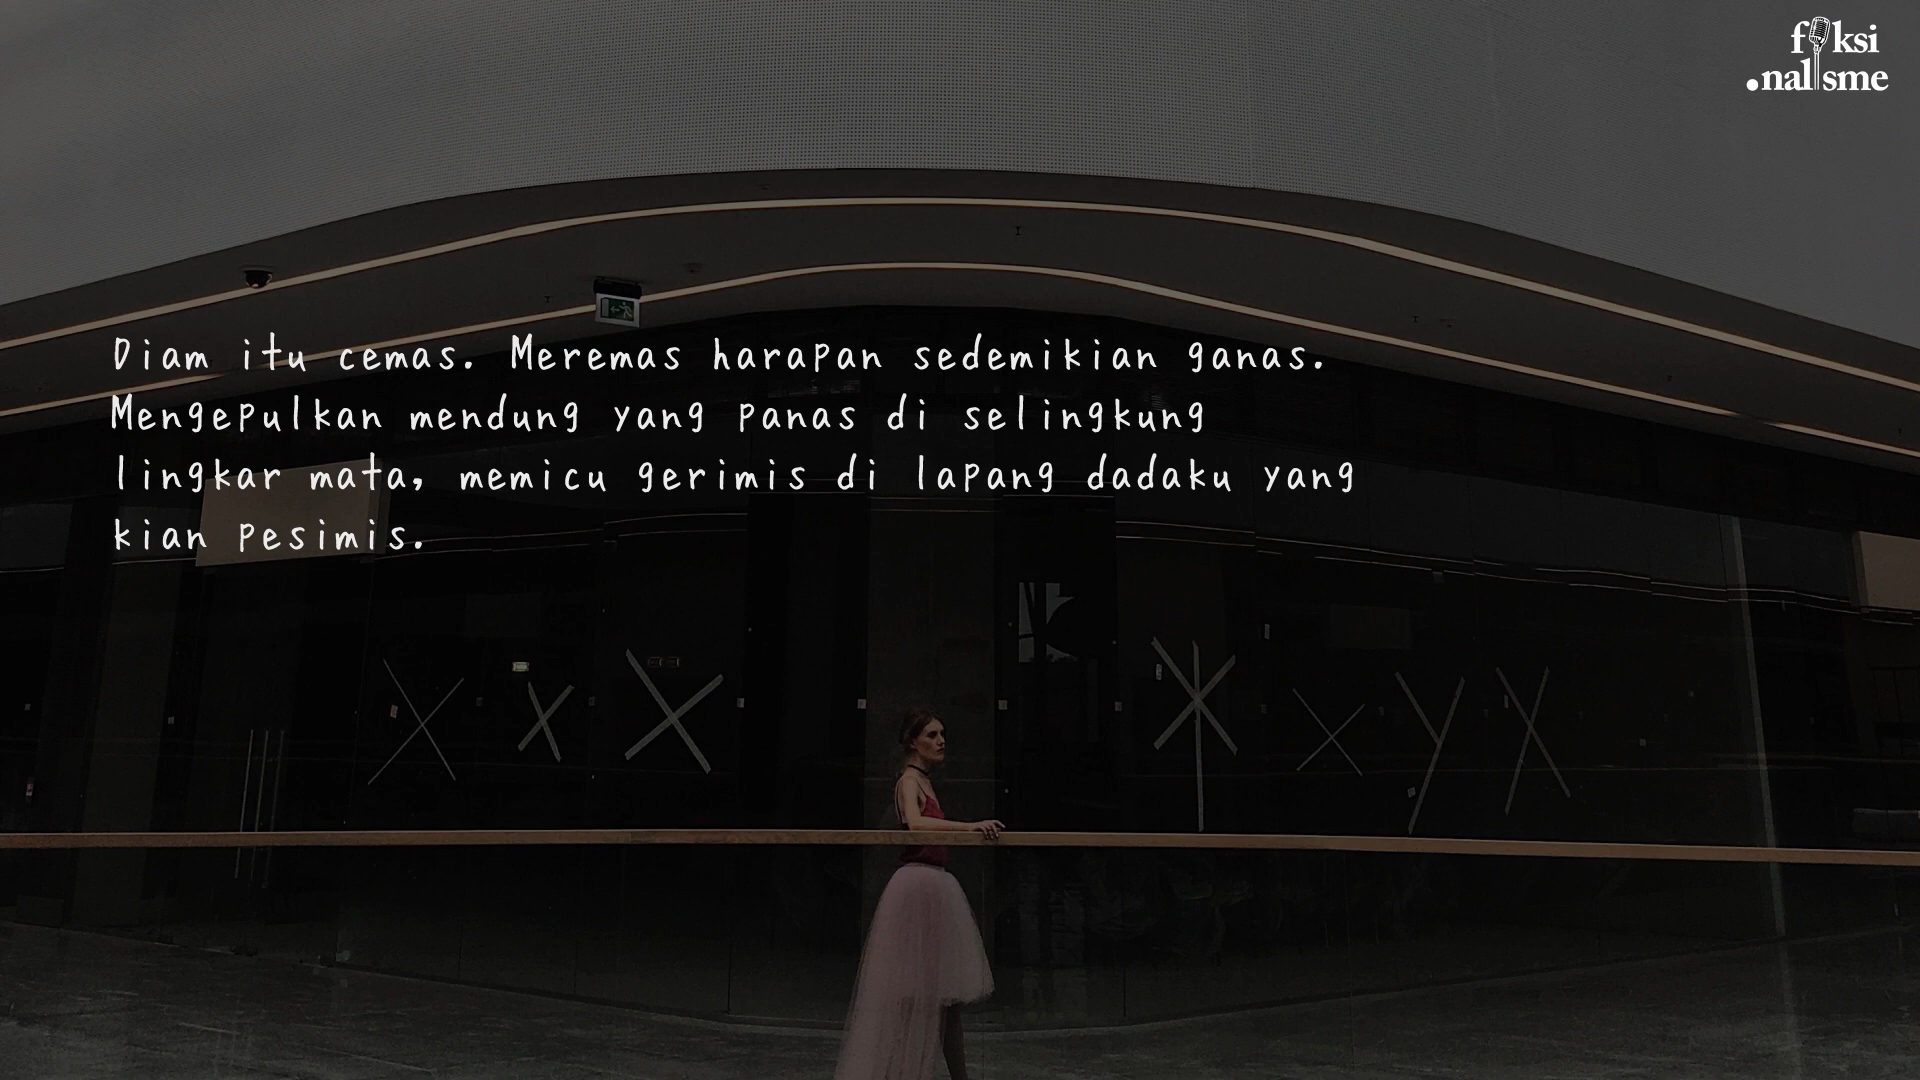 fiksi
.nalisme
Diam itu cemas. Meremas harapan sedemikian ganas.
Mengepulkan mendung yang panas di selingkung
lingkar mata, memicu gerimis di lapang dadaku yang
kian pesimis.